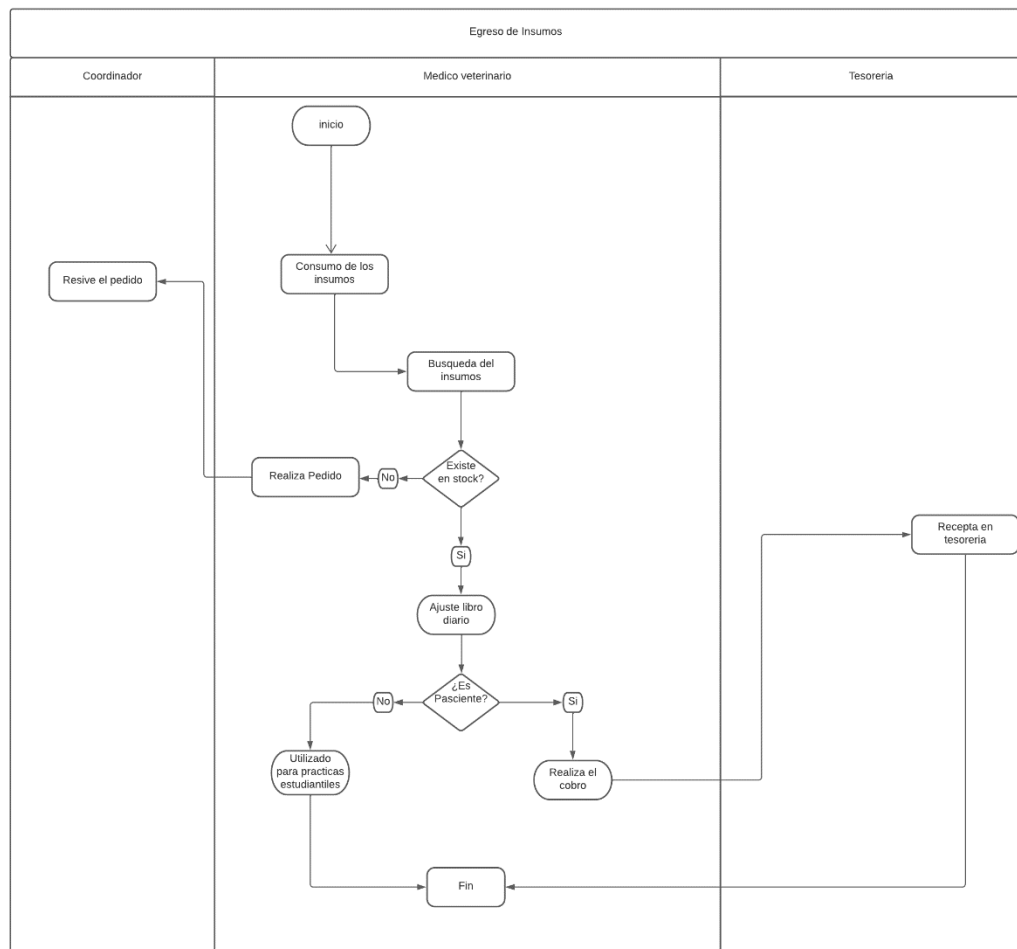 Egreso de Insumos
Coordinador
Medico veterinario
Tesoreria
inicio
Consumo de los
insumos
Resive el pedido
Busqueda del
insumos
Existe
en stock?
No
Realiza Pedido
Si
Recepta en
tesoreria
Ajuste libro
diario
¿Es
Pasciente?
No
Si
Utilizado
para practicas
estudiantiles
Realiza el
cobro
Fin